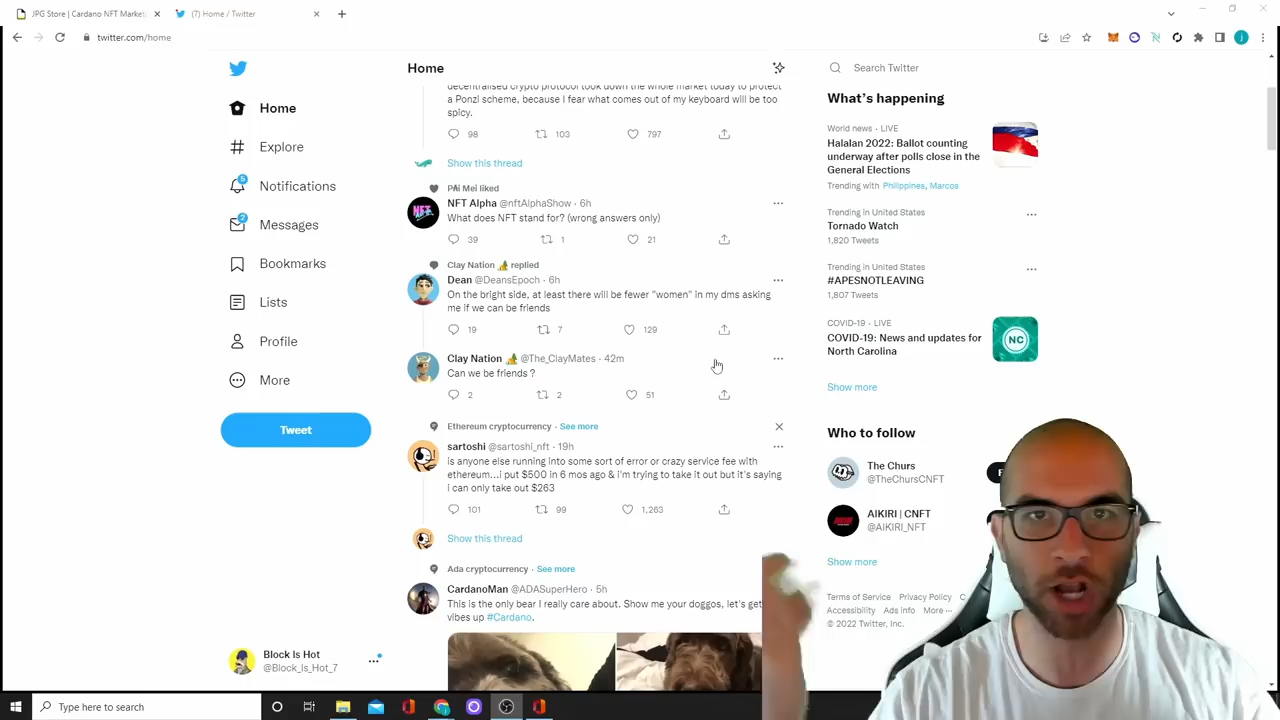 JPG Store | Cardano NFT Market
(7) Home / Twitter
twitter.com/home
Home
Explore
5
Notifications
2
Messages
Bookmarks
Lists
Profile
More
Tweet
Block Is Hot
@Block_Is_Hot_7
Home
decentralised crypto protocol took down the whole market today to protect
a Ponzi scheme, because I fear what comes out of my keyboard will be too
spicy.
98 103 797
Show this thread
Mei liked
NFT Alpha @nftAlphaShow · 6h
What does NFT stand for? (wrong answers only)
39 1 21
Clay Nation replied
Dean @DeansEpoch · 6h
On the bright side, at least there will be fewer "women" in my dms asking
me if we can be friends
19 7 129
Clay Nation @The_ClayMates · 42m
Can we be friends ?
2 2 51
Ethereum cryptocurrency · See more
sartoshi @sartoshi_nft · 19h
is anyone else running into some sort of error or crazy service fee with
ethereum...i put $500 in 6 mos ago & i'm trying to take it out but it's saying
i can only take out $263
101 99 1,263
Show this thread
Ada cryptocurrency · See more
CardanoMan @ADASuperHero · 5h
This is the only bear I really care about. Show me your doggos, let's get
vibes up #Cardano.
Search Twitter
What's happening
World news · LIVE
Halalan 2022: Ballot counting
underway after polls close in the
General Elections
Trending with Philippines, Marcos
Trending in United States
Tornado Watch
1,820 Tweets
Trending in United States
#APESNOTLEAVING
1,807 Tweets
COVID-19 · LIVE
COVID-19: News and updates for
North Carolina
NC
Show more
Who to follow
The Churs
@TheChursCNFT
AIKIRI | CNFT
@AIKIRI_NFT
Show more
Terms of Service Privacy Policy C
Accessibility Ads info More ···
© 2022 Twitter, Inc.
Type here to search